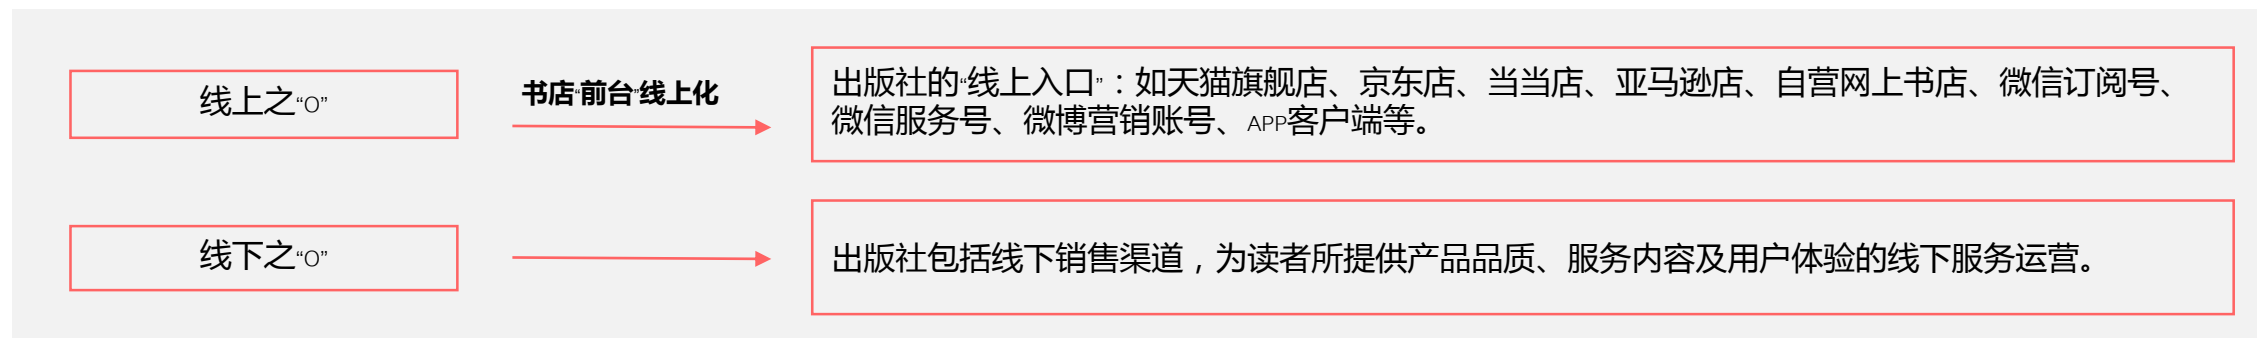 线上之“O”
书店“前台”线上化
出版社的“线上入口”：如天猫旗舰店、京东店、当当店、亚马逊店、自营网上书店、微信订阅号、
微信服务号、微博营销账号、APP客户端等。
线下之“O”
出版社包括线下销售渠道，为读者所提供产品品质、服务内容及用户体验的线下服务运营。